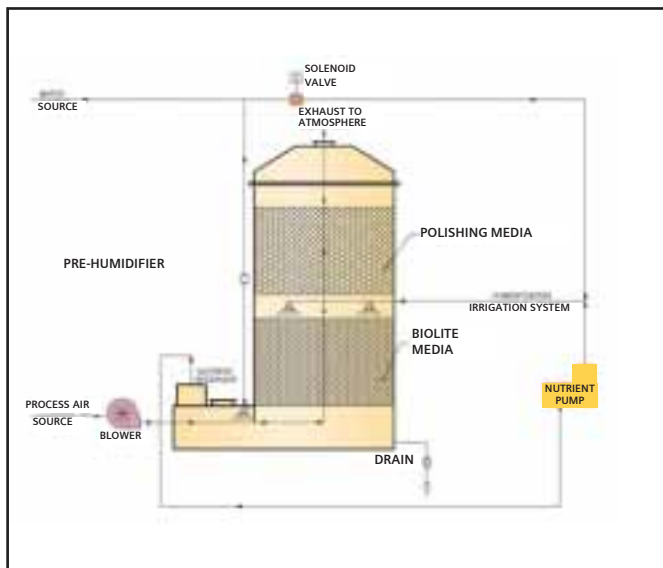 SOLENOID
VALVE
SOURCE
EXHAUST TO
ATMOSPHERE
POLISHING MEDIA
PRE-HUMIDIFIER
IRRIGATION SYSTEM
BIOLITE
MEDIA
NUTRIENT
PUMP
PROCESS AIR
SOURCE
BLOWER
DRAIN